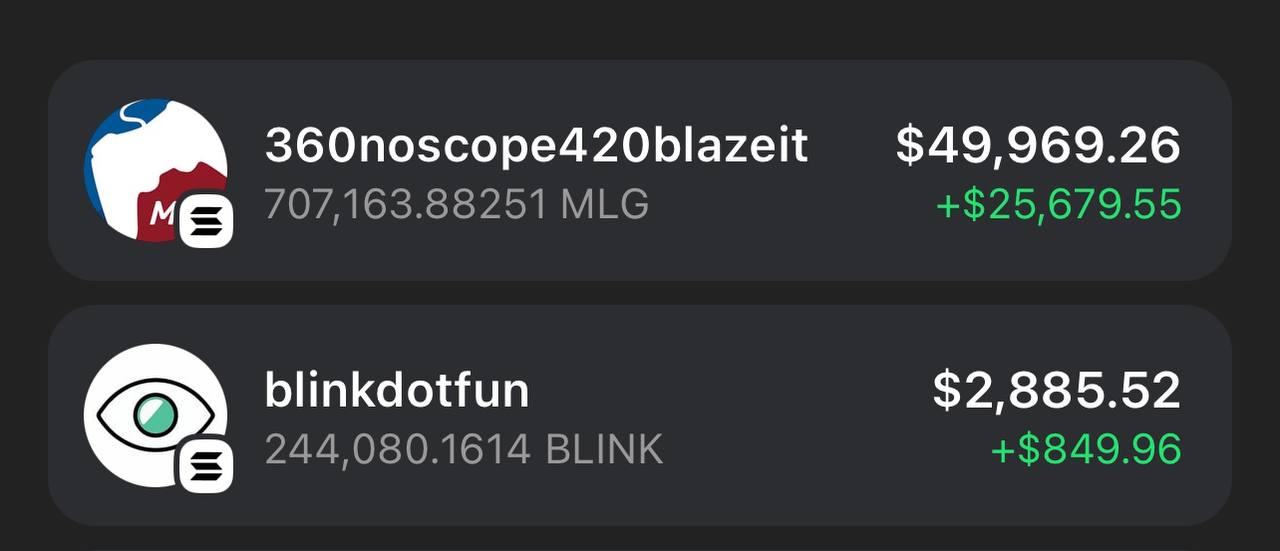 360noscope420blazeit $49,969.26
707,163.88251 MLG +$25,679.55
M
blinkdotfun $2,885.52
244,080.1614 BLINK +$849.96